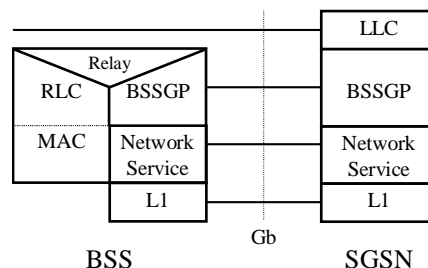 LLC
Relay
RLC
BSSGP
BSSGP
MAC
Network
Service
Network
Service
L1
L1
Gb
BSS
SGSN